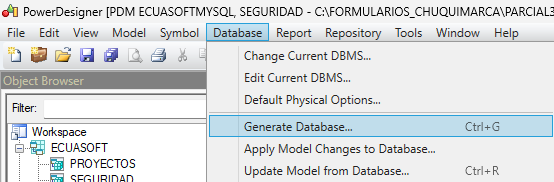 PowerDesigner [PDM ECUASOFTMYSQL, SEGURIDAD - C:\FORMULARIOS_CHUQUIMARCA\PARCIAL3
File Edit View Model Symbol Database Report Repository Tools Window
Object Browser
Filter:
Workspace
ECUASOFT
PROYECTOS
SEGURIDAD
Change Current DBMS...
Edit Current DBMS...
Default Physical Options...
Generate Database... Ctrl+G
Apply Model Changes to Database...
Update Model from Database... Ctrl+R